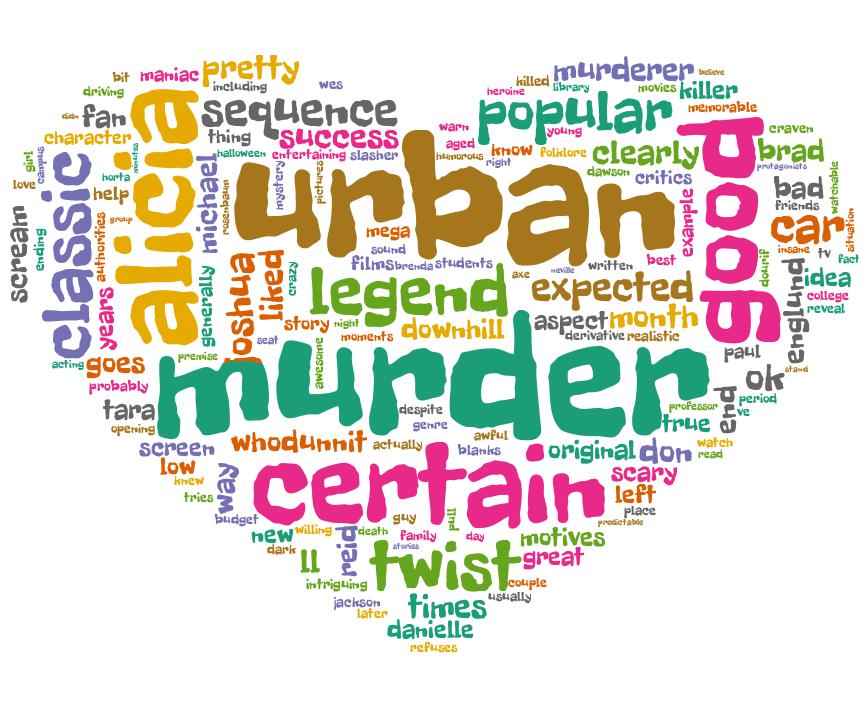 bit
maniac
pretty
including
wes
driving
killed
library
murderer
believe
movies
killer
heroine
memorable
didn
fan
alicia
sequence
popular
good
craven
character
thing
success
warn
young
aged
know
folklore
clearly
brad
humorous
right
protagonists
halloween
entertaining
slasher
girl
campus
classic
minutes
horta
michael
mystery
pictures
urban
dawson
critics
example
bad
friends
watchable
love
help
rosenbaum
scream
ending
authorities
group
mega
sound
films
brenda
students
axe
neville
written
best
car
insane
situation
tv
fact
years
generally
joshua
liked
crazy
legend
expected
dourif
englund
idea
college
reveal
story
night
moments
downhill
aspect
month
derivative
realistic
seat
awesome
premise
acting
goes
murder
paul
stand
ok
probably
tara
despite
genre
professor
true
end
period
ve
opening
screen
whodunnit
actually
awful
blanks
original
don
watch
read
low
knew
way
certain
scary
left
tries
place
budget
guy
pull
predictable
new
willing
death
family
day
motives
dark
ll
reid
stories
twist
great
intriguing
couple
usually
jackson
later
times
danielle
refuses